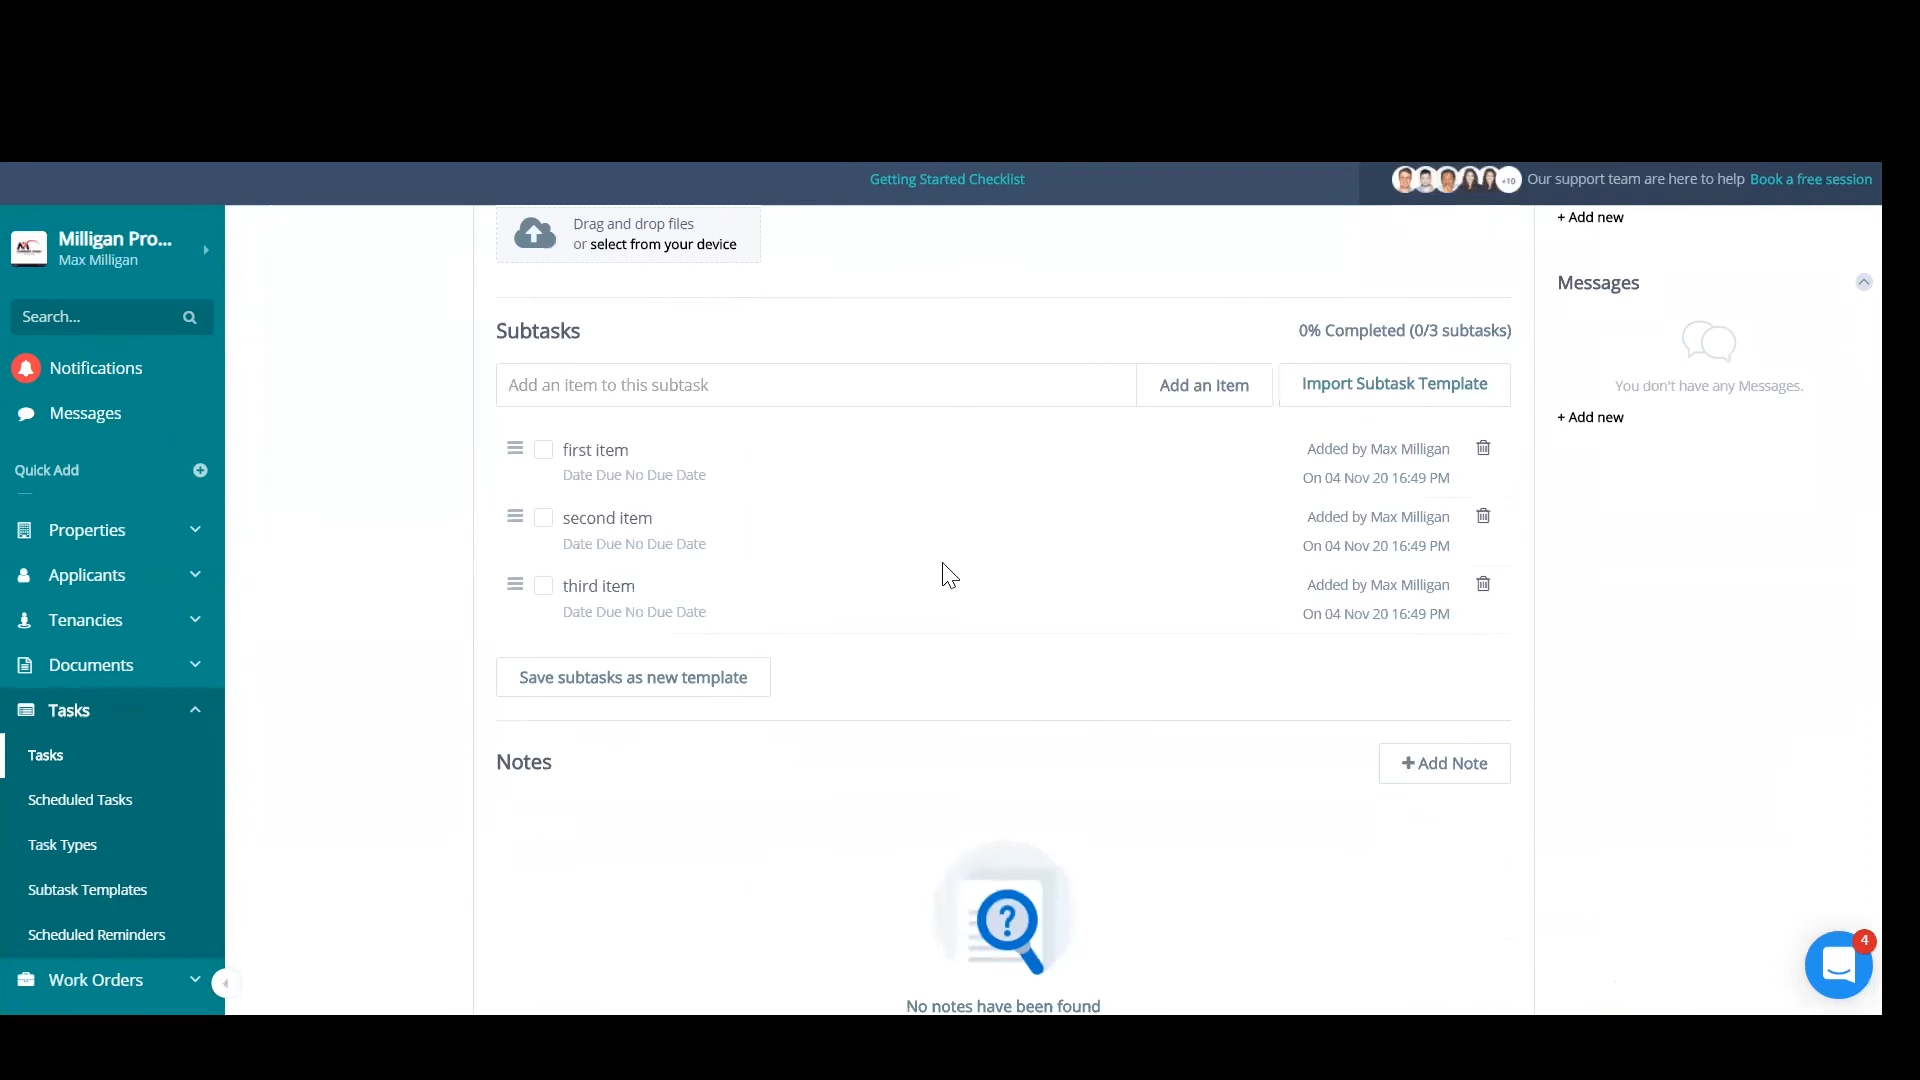 Getting Started Checklist
+10
Our support team are here to help Book a free session
Milligan Pro...
Max Milligan
Search...
Notifications
Messages
Quick Add
Properties
Applicants
Tenancies
Documents
Tasks
Tasks
Scheduled Tasks
Task Types
Subtask Templates
Scheduled Reminders
Work Orders
Drag and drop files
or select from your device
Subtasks
0% Completed (0/3 subtasks)
Add an item to this subtask
Add an Item
Import Subtask Template
first item
Date Due No Due Date
Added by Max Milligan
On 04 Nov 20 16:49 PM
second item
Date Due No Due Date
Added by Max Milligan
On 04 Nov 20 16:49 PM
third item
Date Due No Due Date
Added by Max Milligan
On 04 Nov 20 16:49 PM
Save subtasks as new template
Notes
+ Add Note
?
No notes have been found
+ Add new
Messages
You don't have any Messages.
+ Add new
4